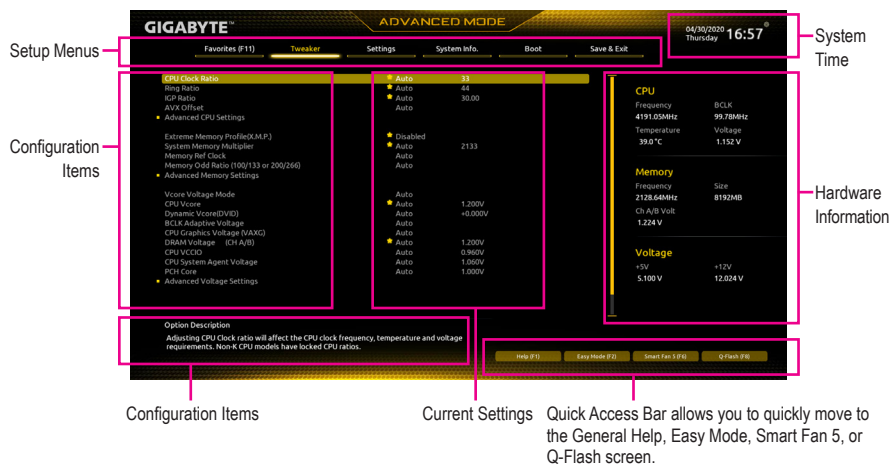 GIGABYTE™
ADVANCED MODE
04/30/2020
Thursday
16:57
System
Time
Setup Menus
Favorites (F11) Tweaker Settings System Info. Boot Save & Exit
CPU Clock Ratio Auto 33
Ring Ratio Auto 44
IGP Ratio Auto 30.00
AVX Offset Auto
Advanced CPU Settings
Extreme Memory Profile(X.M.P.) Disabled
System Memory Multiplier Auto 2133
Memory Ref Clock Auto
Memory Odd Ratio (100/133 or 200/266) Auto
Advanced Memory Settings
Vcore Voltage Mode Auto
CPU Vcore Auto 1.200V
Dynamic Vcore(DVID) Auto +0.000V
BCLK Adaptive Voltage Auto
CPU Graphics Voltage (VAXG) Auto
DRAM Voltage (CH A/B) Auto 1.200V
CPU VCCIO Auto 0.960V
CPU System Agent Voltage Auto 1.060V
PCH Core Auto 1.000V
Advanced Voltage Settings
Configuration
Items
CPU
Frequency BCLK
4191.05MHz 99.78MHz
Temperature Voltage
39.0 °C 1.152 V
Memory
Frequency Size
2128.64MHz 8192MB
Ch A/B Volt
1.224 V
Voltage
+5V +12V
5.100 V 12.024 V
Hardware
Information
Option Description
Adjusting CPU Clock ratio will affect the CPU clock frequency, temperature and voltage
requirements. Non-K CPU models have locked CPU ratios.
Help (F1) Easy Mode (F2) Smart Fan 5 (F6) Q-Flash (F8)
Configuration Items
Current Settings
Quick Access Bar allows you to quickly move to
the General Help, Easy Mode, Smart Fan 5, or
Q-Flash screen.